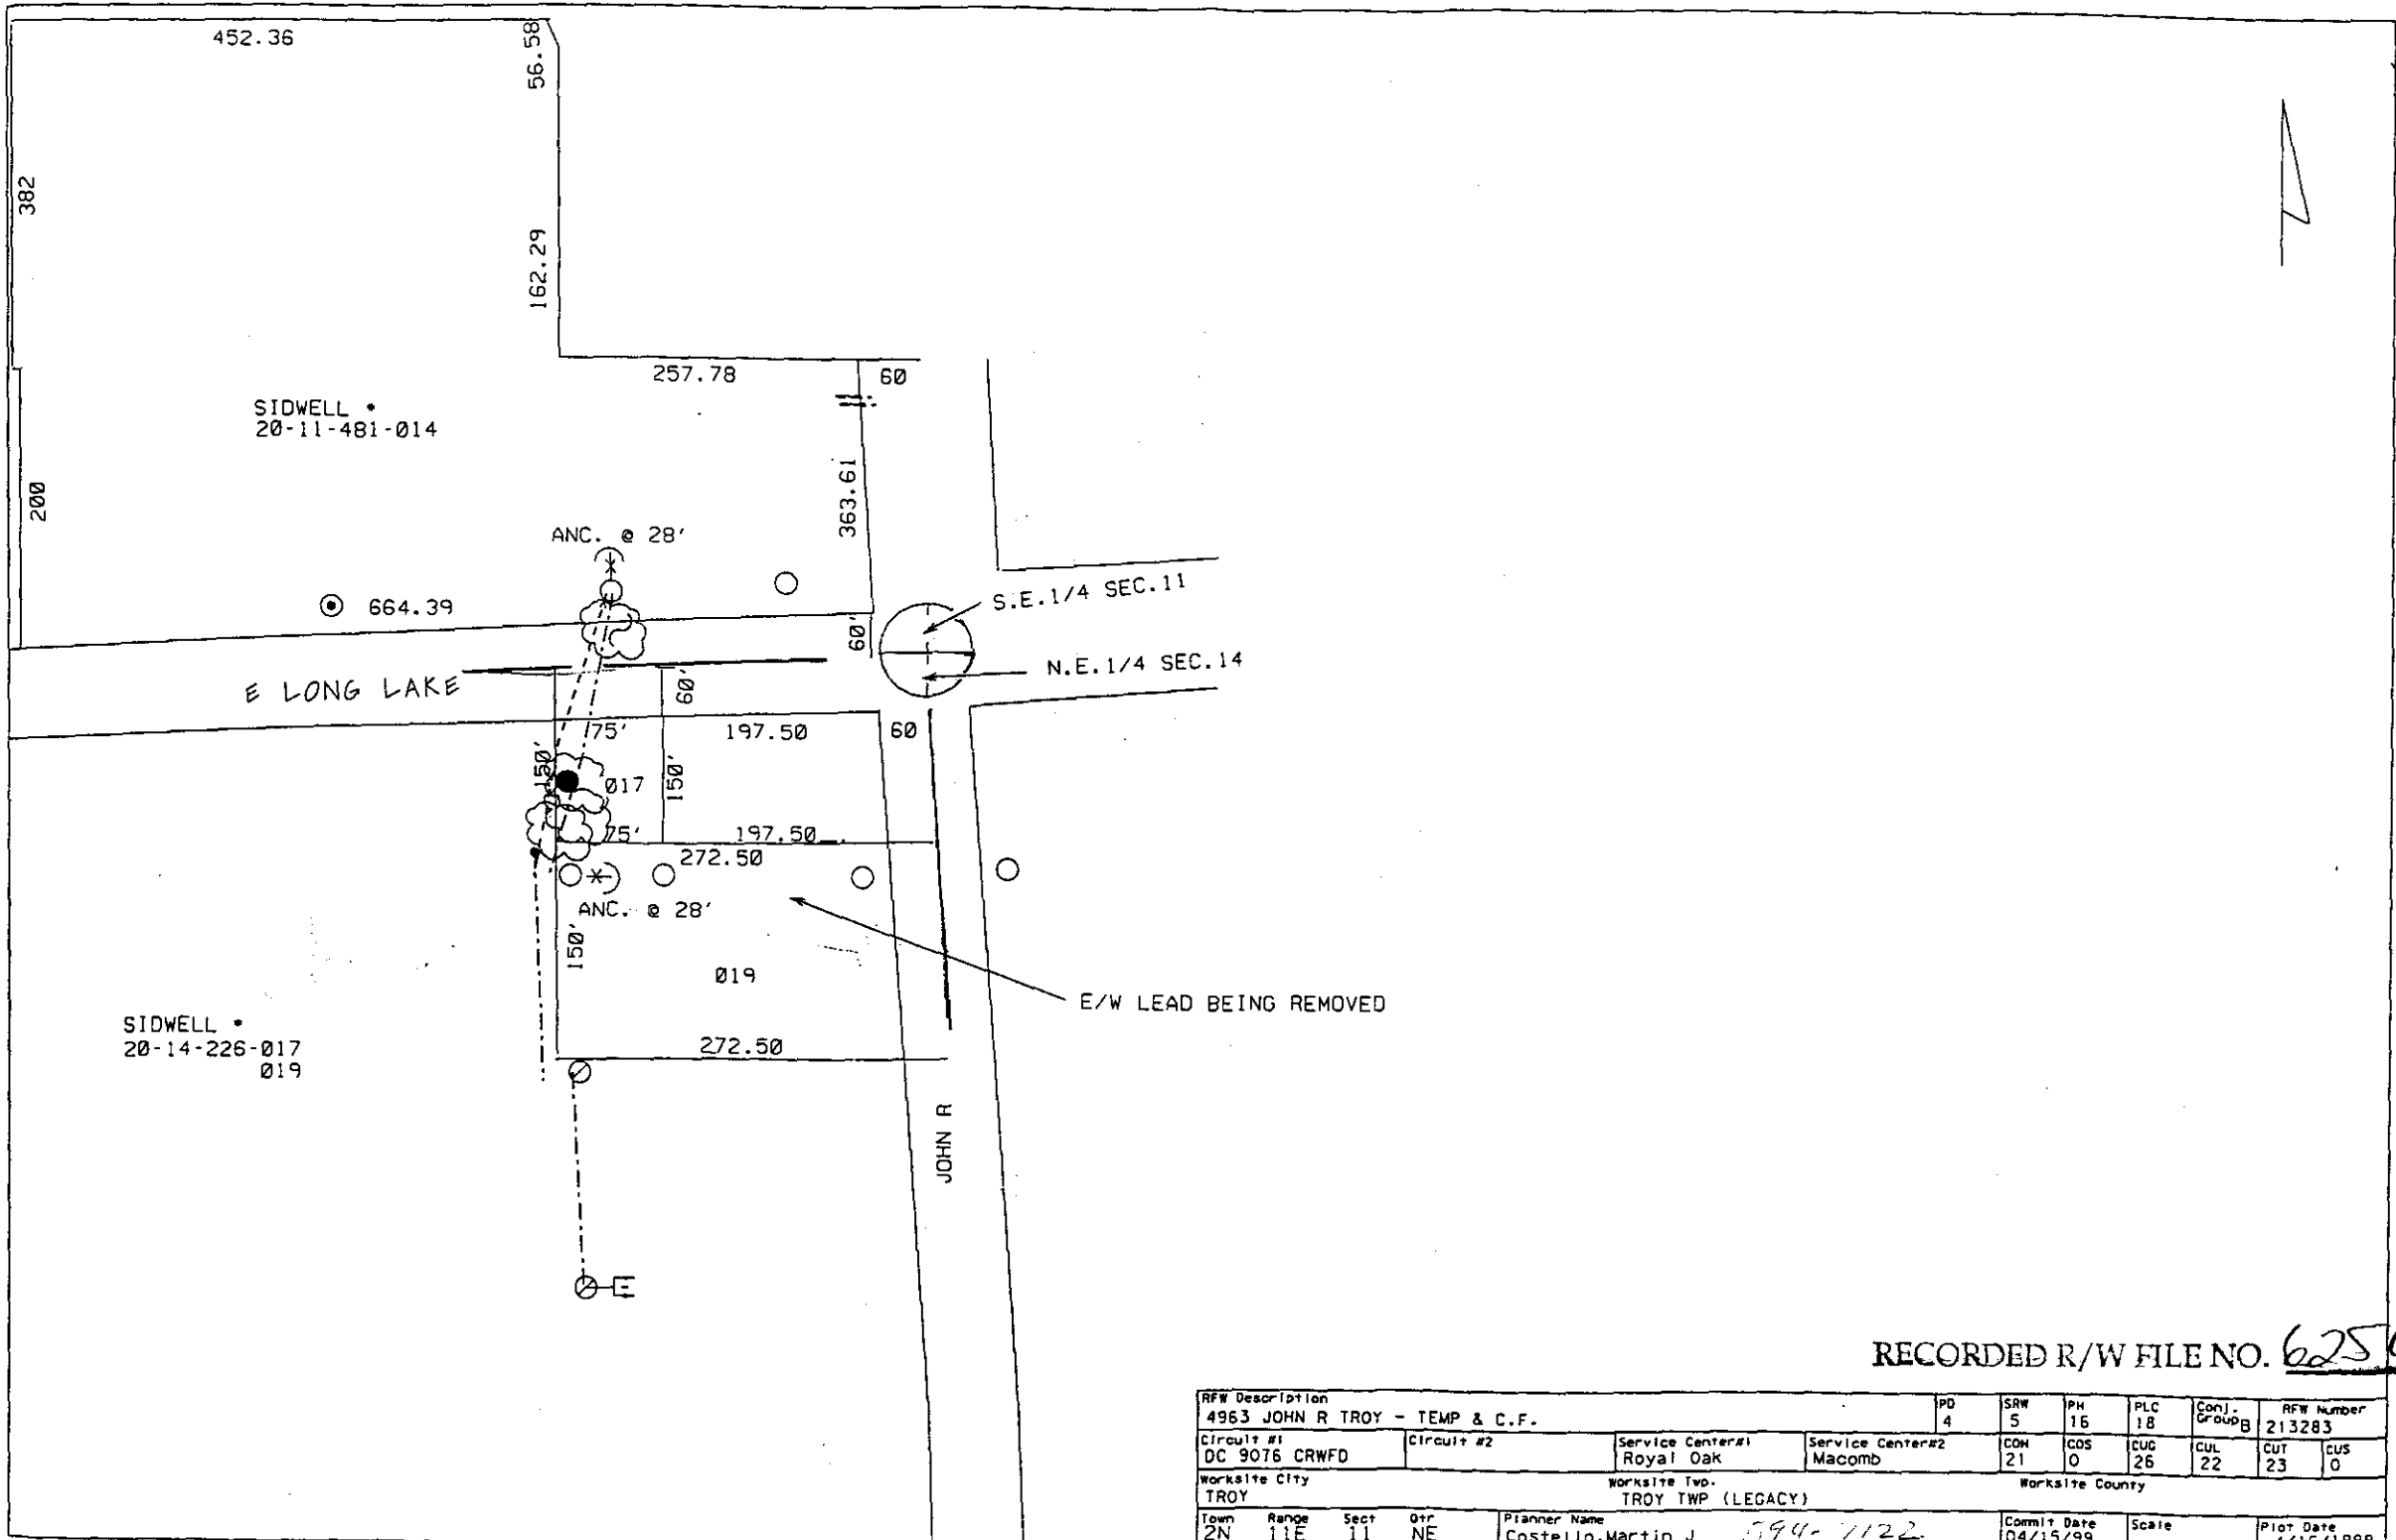 452.36
56.58
382
162.29
257.78
60
SIDWELL •
20-11-481-014
200
363.61
ANC. @ 28'
664.39
S.E.1/4 SEC.11
60'
N.E.1/4 SEC.14
E LONG LAKE
60'
75'
197.50
60
150'
017
150'
75'
197.50
272.50
ANC. @ 28'
150'
019
E/W LEAD BEING REMOVED
SIDWELL •
20-14-226-017
019
272.50
JOHN R
E
RECORDED R/W FILE NO. 625
RFW Description PD SRW PH PLC Conj. Group RFW Number
4963 JOHN R TROY - TEMP & C.F. 4 5 16 18 B 213283
Circuit #1 Circuit #2 Service Center#1 Service Center#2 COH COS CUG CUL CUT CUS
DC 9076 CRWFD Royal Oak Macomb 21 0 26 22 23 0
Worksite City Worksite Twp. Worksite County
TROY TROY TWP (LEGACY)
Town Range Sect Qtr Planner Name Commit Date Scale Plot Date
2N 11E 11 NE Costello,Martin J 594-7122 04/15/99